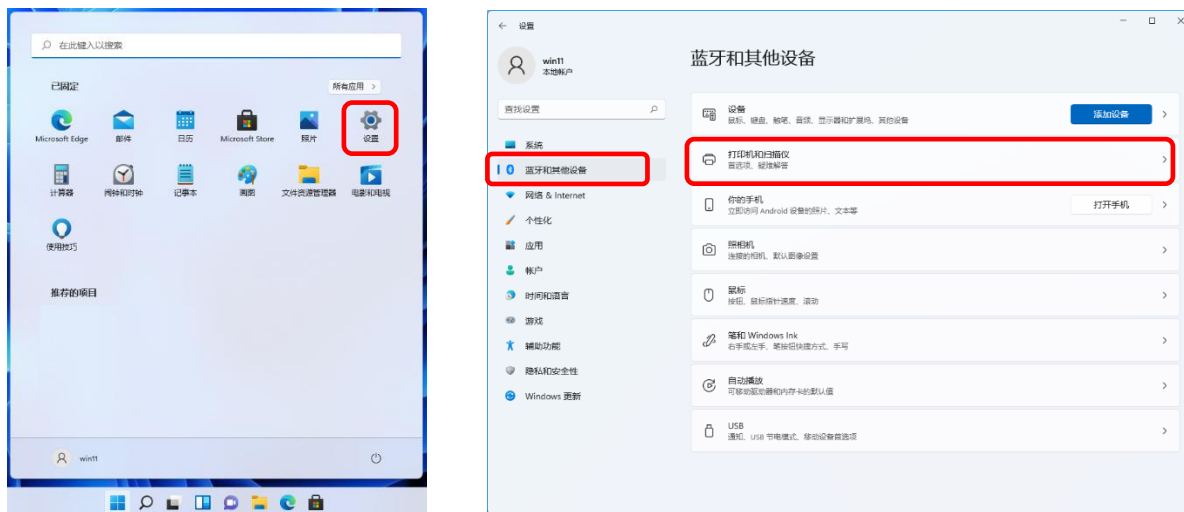 在此键入以搜索
已固定
所有应用 >
Microsoft Edge
邮件
日历
Microsoft Store
照片
设置
计算器
闹钟和时钟
记事本
画图
文件资源管理器
电影和电视
使用技巧
推荐的项目
win11
设置
win11
本地帐户
查找设置
系统
蓝牙和其他设备
网络 & Internet
个性化
应用
帐户
时间和语言
游戏
辅助功能
隐私和安全性
Windows 更新
蓝牙和其他设备
设备
鼠标、键盘、触笔、音频、显示器和扩展坞、其他设备
添加设备
打印机和扫描仪
首选项、疑难解答
你的手机
立即访问 Android 设备的照片、文本等
打开手机
照相机
连接的相机、默认图像设置
鼠标
按钮、鼠标指针速度、滚动
笔和 Windows Ink
右手或左手、笔按钮快捷方式、手写
自动播放
可移动驱动器和内存卡的默认值
USB
通知、USB 节电模式、移动设备首选项